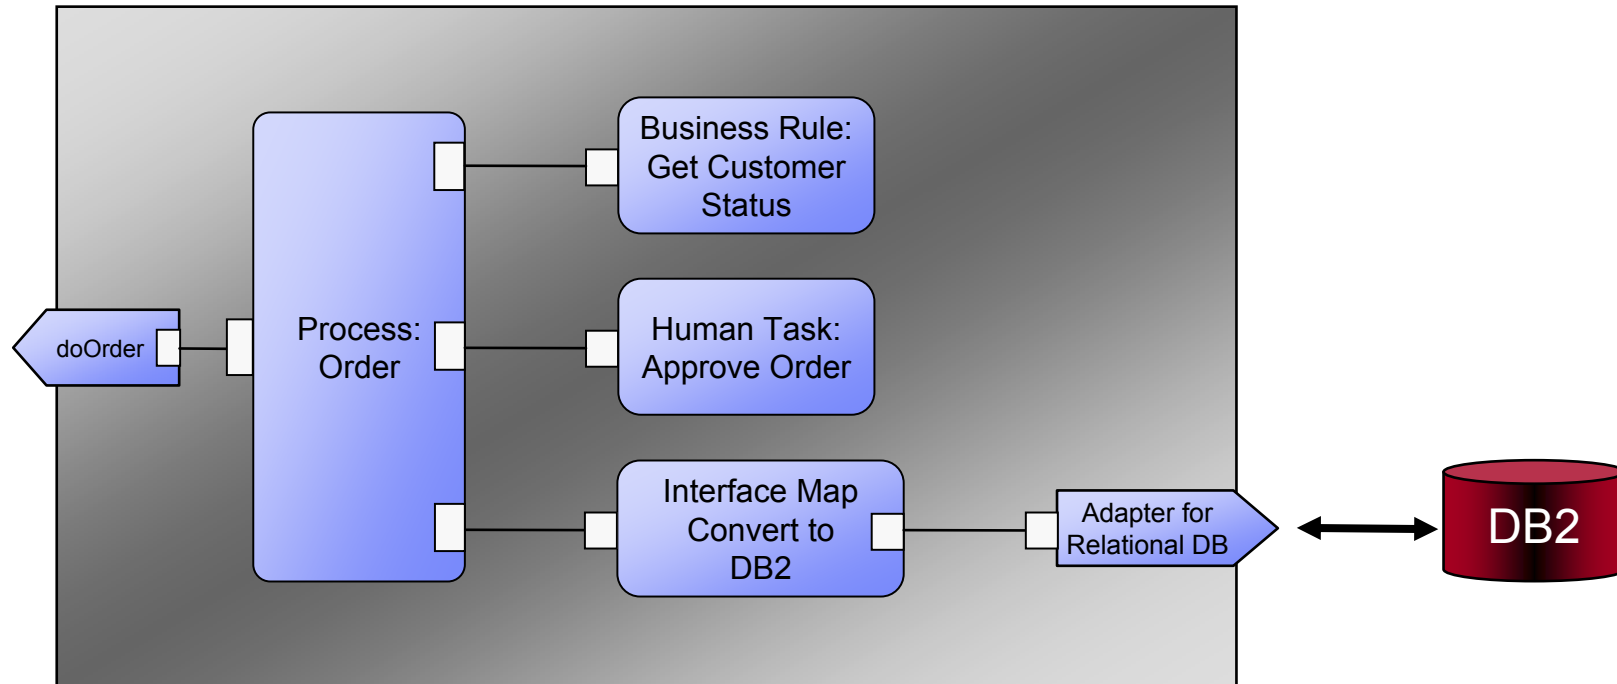 Business Rule:
Get Customer
Status
doOrder
Process:
Order
Human Task:
Approve Order
Interface Map
Convert to
DB2
Adapter for
Relational DB
DB2